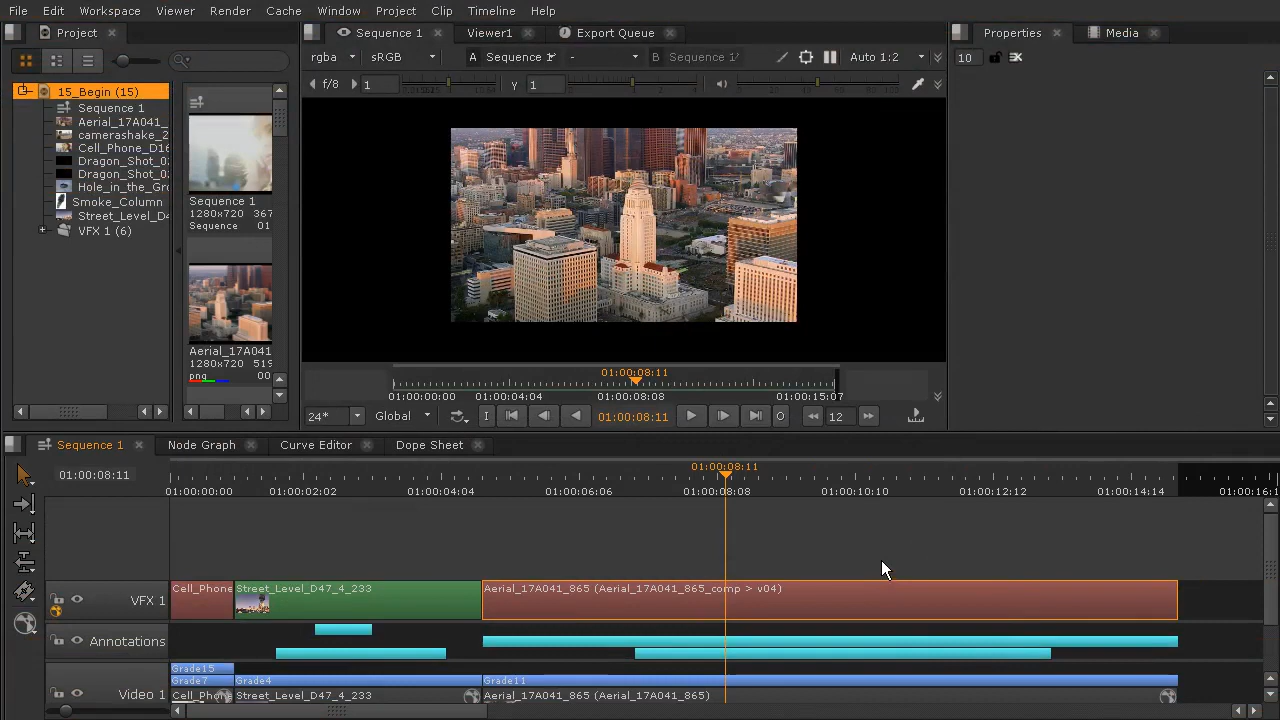 File Edit Workspace Viewer Render Cache Window Project Clip Timeline Help
Project Sequence 1 Viewer1 Export Queue Properties Media
rgba sRGB A Sequence 1 - B Sequence 1 Auto 1:2 10
f/8 1 γ 1
15_Begin (15)
Sequence 1
Aerial_17A041_
camerashake_2
Cell_Phone_D1
Dragon_Shot_0
Dragon_Shot_0
Hole_in_the_Gr
Smoke_Column
Street_Level_D4
VFX 1 (6)
Sequence 1
1280x720 367
Sequence 01
Aerial_17A041
1280x720 519
png 00
01:00:08:11
01:00:00:00 01:00:04:04 01:00:08:08 01:00:15:07
24* Global I 01:00:08:11 O 12
Sequence 1 Node Graph Curve Editor Dope Sheet
01:00:08:11
01:00:08:11
01:00:00:00 01:00:02:02 01:00:04:04 01:00:06:06 01:00:08:08 01:00:10:10 01:00:12:12 01:00:14:14 01:00:16:1
VFX 1 Cell_Phone Street_Level_D47_4_233 Aerial_17A041_865 (Aerial_17A041_865_comp > v04)
Annotations
Grade15
Grade7 Grade4 Grade11
Video 1 Cell_Pho Street_Level_D47_4_233 Aerial_17A041_865 (Aerial_17A041_865)